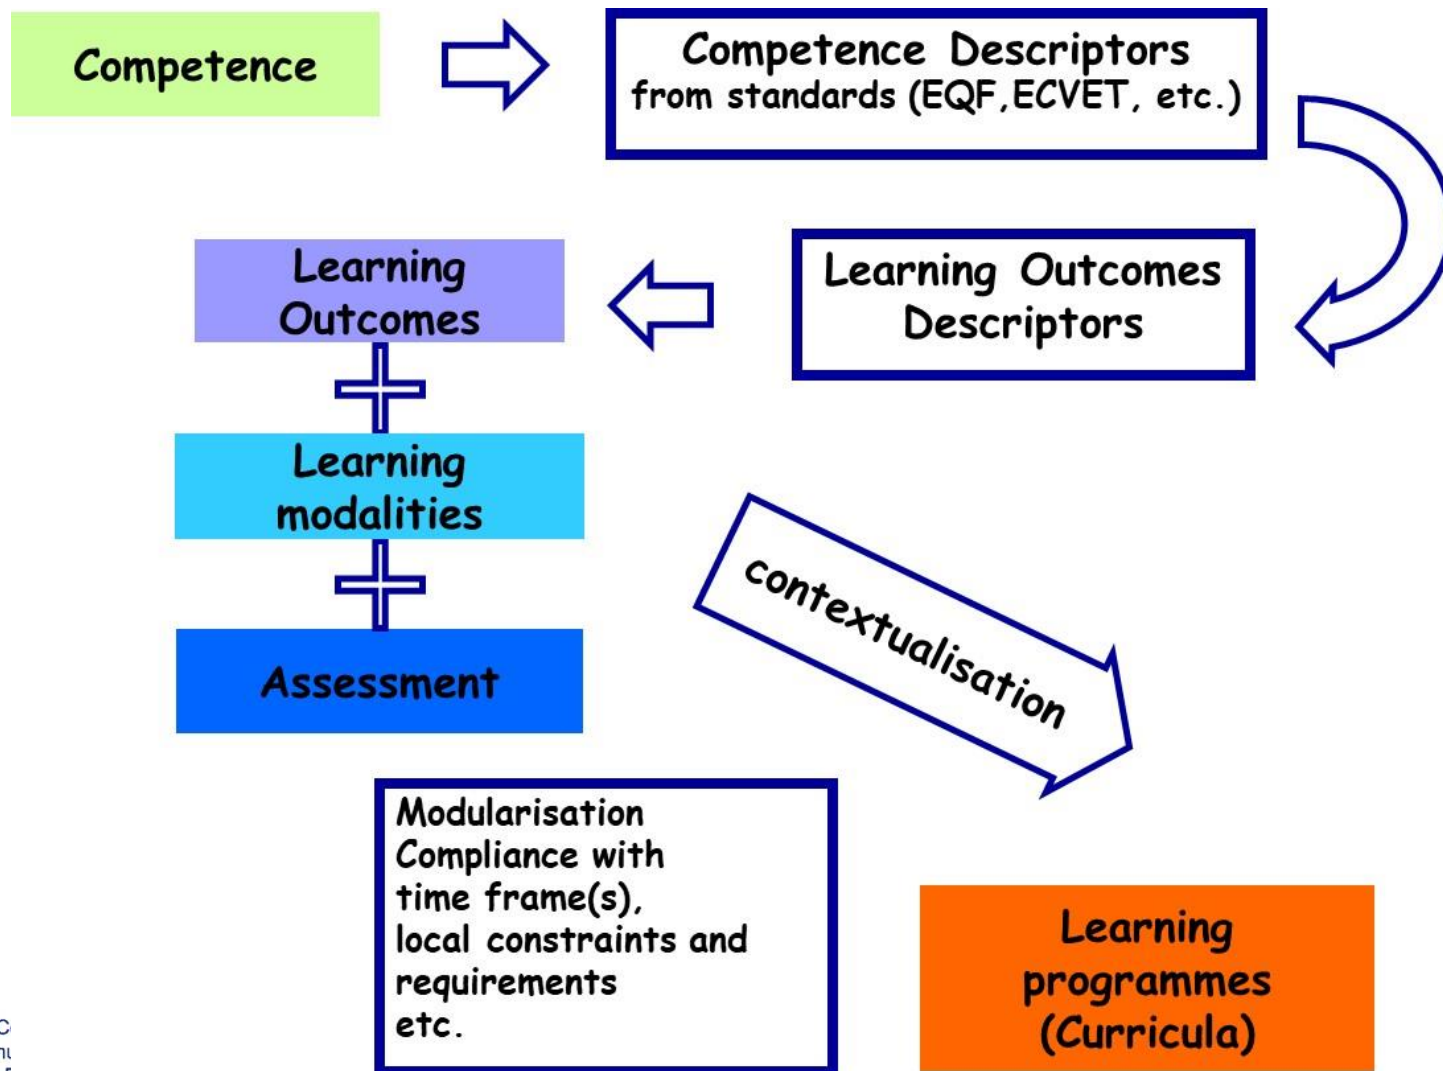 Competence
Competence Descriptors
from standards (EQF,ECVET, etc.)
Learning Outcomes
Descriptors
Learning
Outcomes
Learning
modalities
Assessment
contextualisation
Modularisation
Compliance with
time frame(s),
local constraints and
requirements
etc.
Learning
programmes
(Curricula)